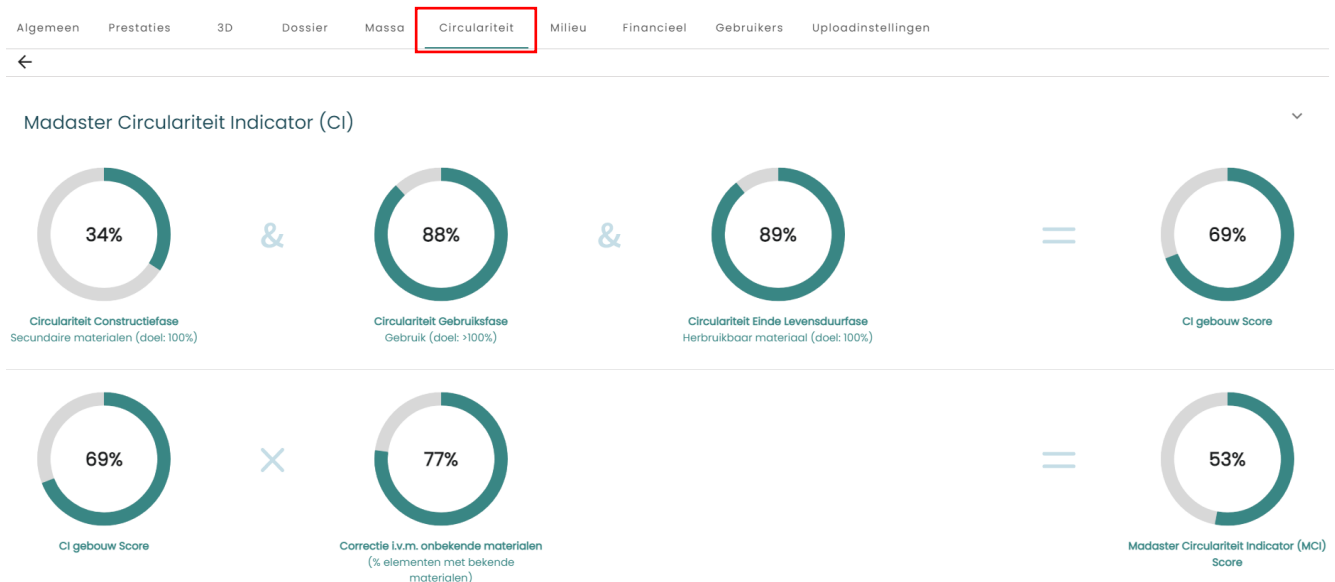 Algemeen Prestaties 3D Dossier Massa Circulariteit Milieu Financieel Gebruikers Uploadinstellingen
Madaster Circulariteit Indicator (CI)
34% & 88% & 89% = 69%
Circulariteit Constructiefase Circulariteit Gebruiksfase Circulariteit Einde Levensduurfase CI gebouw Score
Secundaire materialen (doel: 100%) Gebruik (doel: >100%) Herbruikbaar materiaal (doel: 100%)
69% × 77% = 53%
CI gebouw Score Correctie i.v.m. onbekende materialen Madaster Circulariteit Indicator (MCI)
(% elementen met bekende Score
materialen)